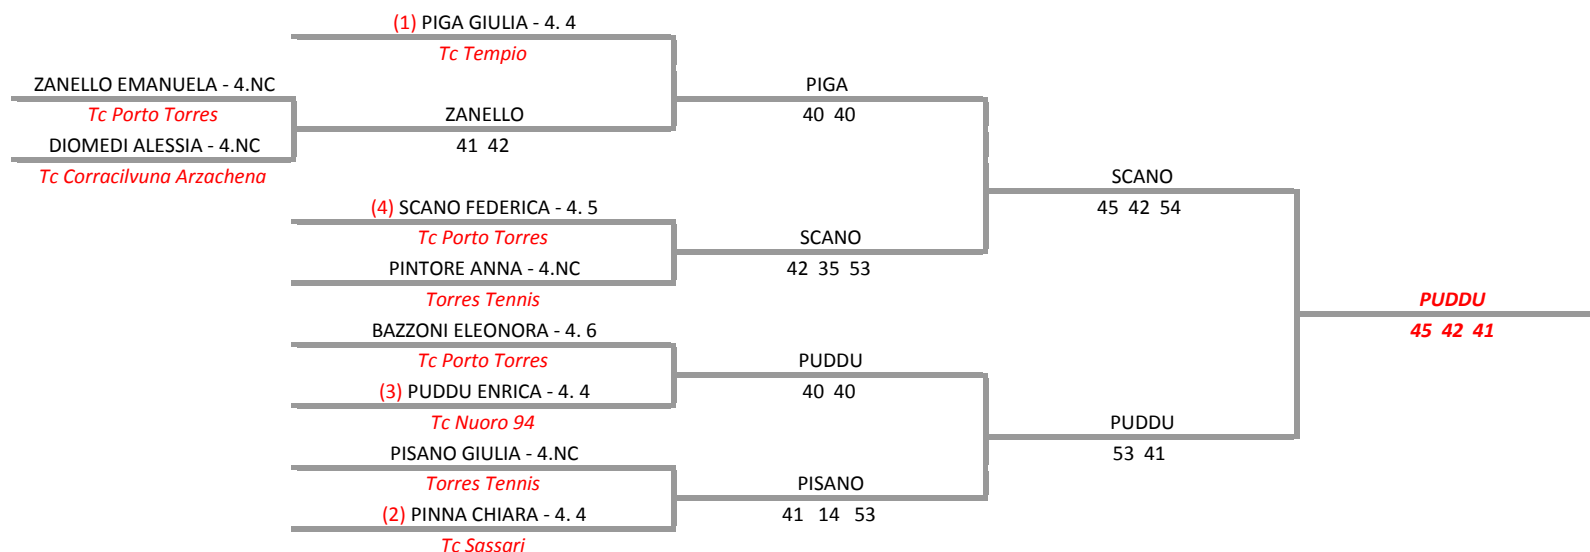 (1) PIGA GIULIA - 4. 4
Tc Tempio
ZANELLO EMANUELA - 4.NC
PIGA
Tc Porto Torres
ZANELLO
40 40
DIOMEDI ALESSIA - 4.NC
41 42
Tc Corracilvuna Arzachena
SCANO
(4) SCANO FEDERICA - 4. 5
45 42 54
Tc Porto Torres
SCANO
PINTORE ANNA - 4.NC
42 35 53
Torres Tennis
PUDDU
BAZZONI ELEONORA - 4. 6
45 42 41
Tc Porto Torres
PUDDU
(3) PUDDU ENRICA - 4. 4
40 40
Tc Nuoro 94
PUDDU
PISANO GIULIA - 4.NC
53 41
Torres Tennis
PISANO
(2) PINNA CHIARA - 4. 4
41 14 53
Tc Sassari